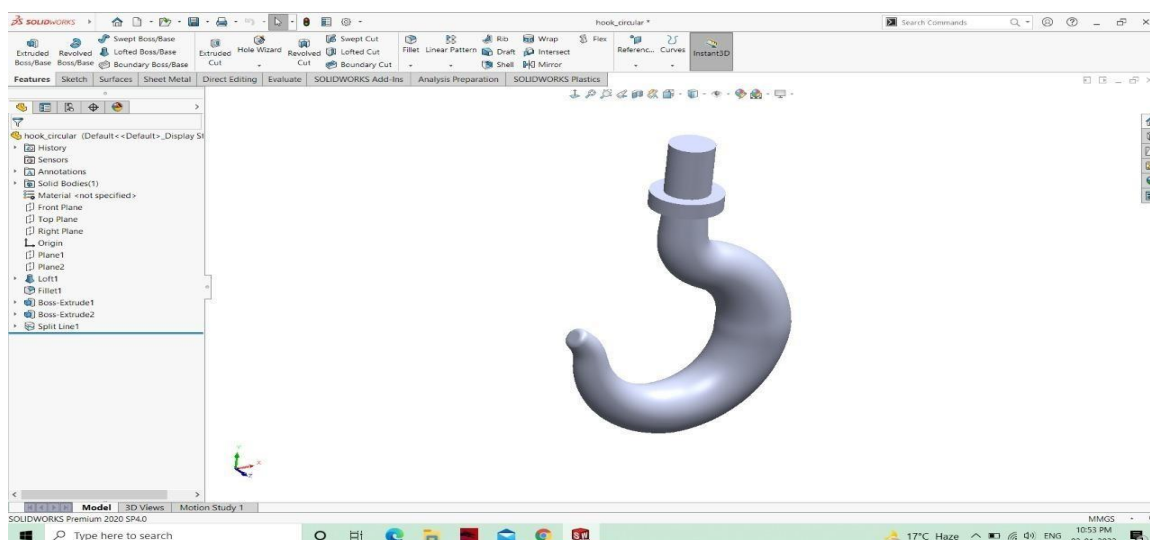 SOLIDWORKS
hook_circular *
Search Commands
Extruded Boss/Base
Revolved Boss/Base
Swept Boss/Base
Lofted Boss/Base
Boundary Boss/Base
Extruded Cut
Hole Wizard
Revolved Cut
Swept Cut
Lofted Cut
Boundary Cut
Fillet
Linear Pattern
Rib
Draft
Shell
Wrap
Intersect
Mirror
Flex
Referenc...
Curves
Instant3D
Features Sketch Surfaces Sheet Metal Direct Editing Evaluate SOLIDWORKS Add-Ins Analysis Preparation SOLIDWORKS Plastics
hook_circular (Default<<Default>_Display St
History
Sensors
Annotations
Solid Bodies(1)
Material <not specified>
Front Plane
Top Plane
Right Plane
Origin
Plane1
Plane2
Loft1
Fillet1
Boss-Extrude1
Boss-Extrude2
Split Line1
Model 3D Views Motion Study 1
SOLIDWORKS Premium 2020 SP4.0
MMGS
Type here to search
17°C Haze
ENG
10:53 PM